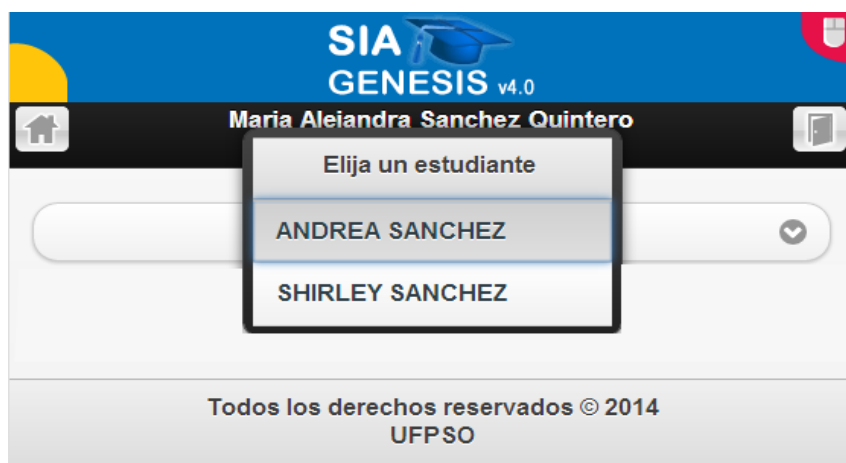 SIA
GENESIS v4.0
Maria Alejandra Sanchez Quintero
Elija un estudiante
ANDREA SANCHEZ
SHIRLEY SANCHEZ
Todos los derechos reservados © 2014
UFPSO